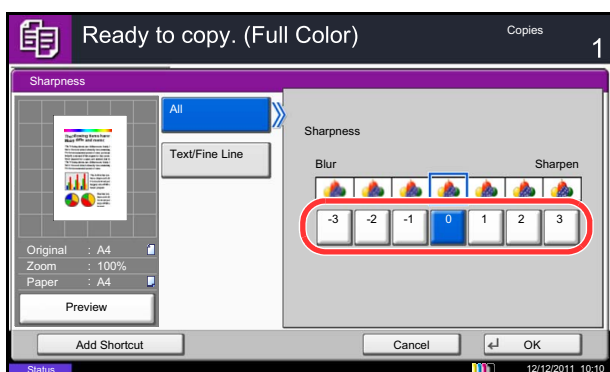 Ready to copy. (Full Color)
Copies
1
Sharpness
All
Text/Fine Line
Sharpness
Blur
Sharpen
-3 -2 -1 0 1 2 3
Original : A4
Zoom : 100%
Paper : A4
Preview
Add Shortcut
Cancel
OK
Status
12/12/2011 10:10